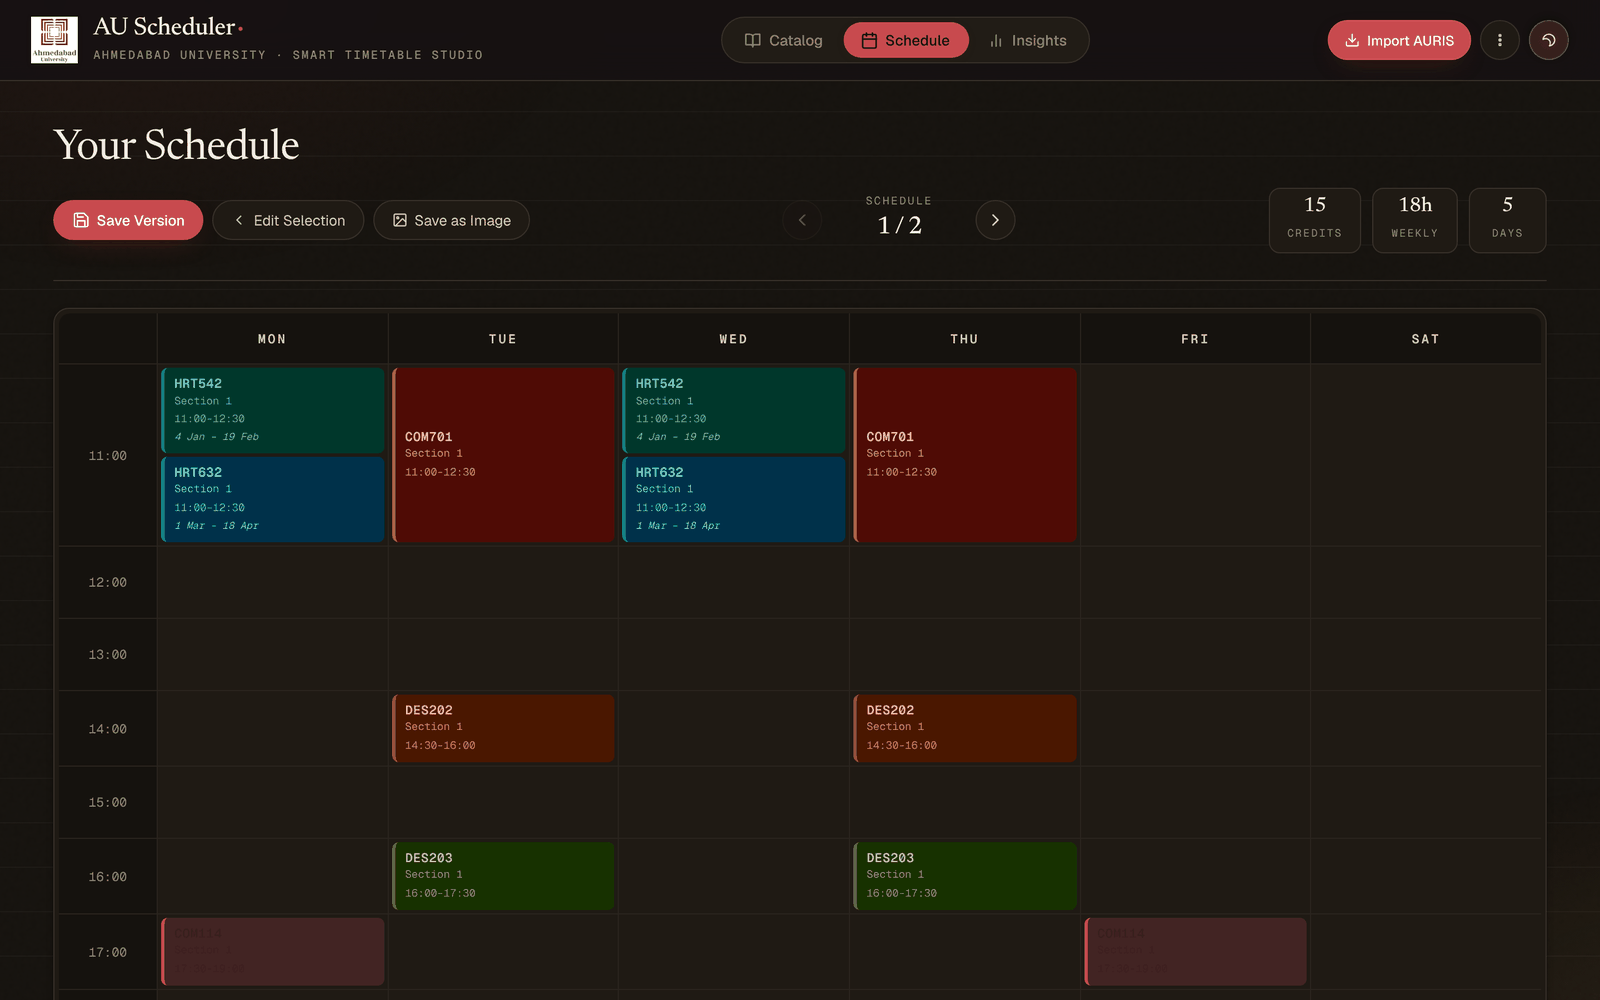 Ahmedabad
University
AU Scheduler
AHMEDABAD UNIVERSITY · SMART TIMETABLE STUDIO
Catalog
Schedule
Insights
Import AURIS
Your Schedule
Save Version
Edit Selection
Save as Image
SCHEDULE
1 / 2
15
CREDITS
18h
WEEKLY
5
DAYS
MON
TUE
WED
THU
FRI
SAT
11:00
HRT542
Section 1
11:00-12:30
4 Jan - 19 Feb
HRT632
Section 1
11:00-12:30
1 Mar - 18 Apr
COM701
Section 1
11:00-12:30
HRT542
Section 1
11:00-12:30
4 Jan - 19 Feb
HRT632
Section 1
11:00-12:30
1 Mar - 18 Apr
COM701
Section 1
11:00-12:30
12:00
13:00
14:00
DES202
Section 1
14:30-16:00
DES202
Section 1
14:30-16:00
15:00
16:00
DES203
Section 1
16:00-17:30
DES203
Section 1
16:00-17:30
17:00
Section 1
Section 1